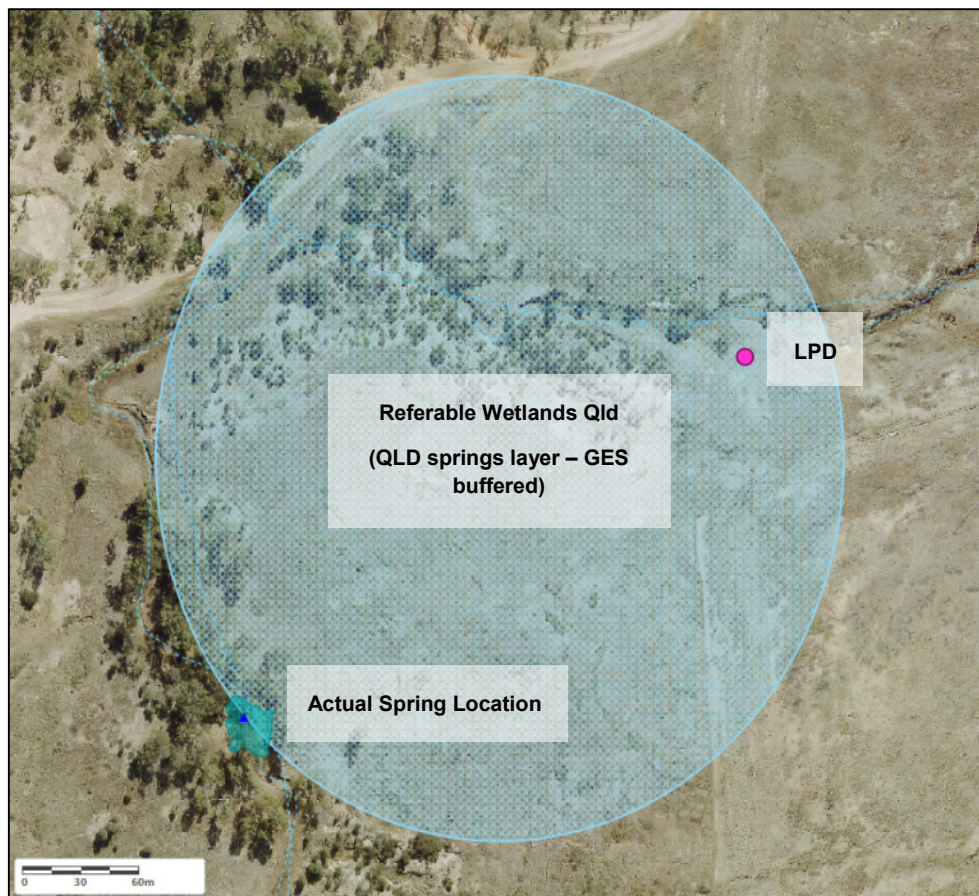 LPD
Referable Wetlands Qld
(QLD springs layer – GES
buffered)
Actual Spring Location
0 30 60m